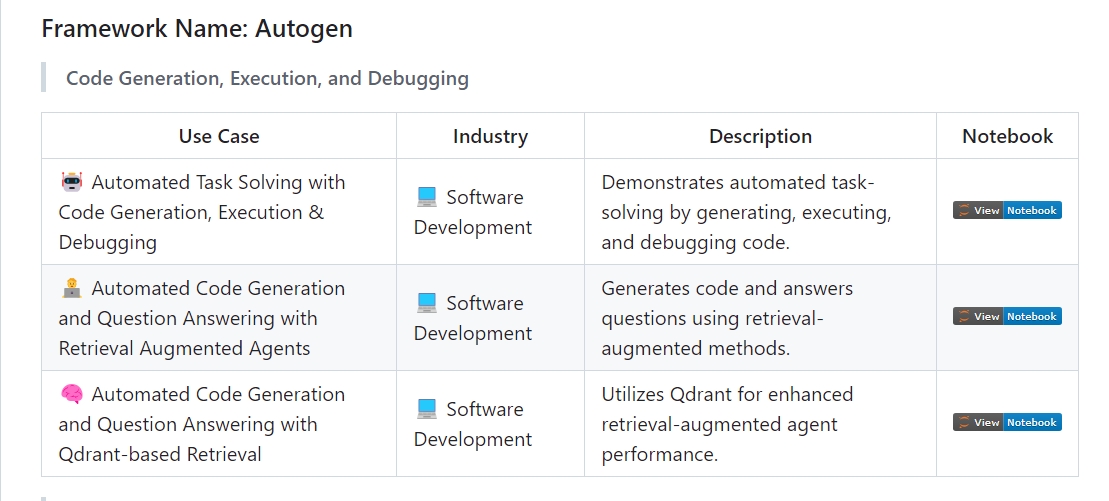 Framework Name: Autogen
Code Generation, Execution, and Debugging
Use Case
Industry
Description
Notebook
🤖 Automated Task Solving with
Code Generation, Execution &
Debugging
💻 Software
Development
Demonstrates automated task-
solving by generating, executing,
and debugging code.
View Notebook
🧑‍💻 Automated Code Generation
and Question Answering with
Retrieval Augmented Agents
💻 Software
Development
Generates code and answers
questions using retrieval-
augmented methods.
View Notebook
🧠 Automated Code Generation
and Question Answering with
Qdrant-based Retrieval
💻 Software
Development
Utilizes Qdrant for enhanced
retrieval-augmented agent
performance.
View Notebook